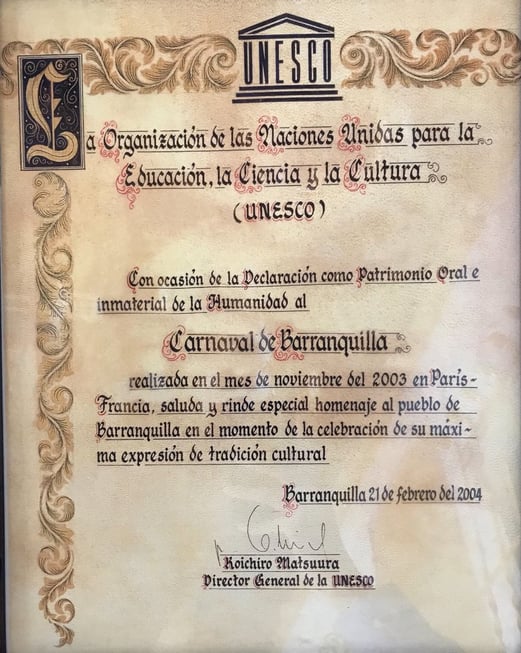 UNESCO
La Organización de las Naciones Unidas para la
Educación, la Ciencia y la Cultura
(UNESCO)
Con ocasión de la Declaración como Patrimonio Oral e
inmaterial de la Humanidad al
Carnaval de Barranquilla
realizada en el mes de noviembre del 2003 en París-
Francia, saluda y rinde especial homenaje al pueblo de
Barranquilla en el momento de la celebración de su máxi-
ma expresión de tradición cultural
Barranquilla 21 de febrero del 2004
Koichiro Matsuura
Director General de la UNESCO